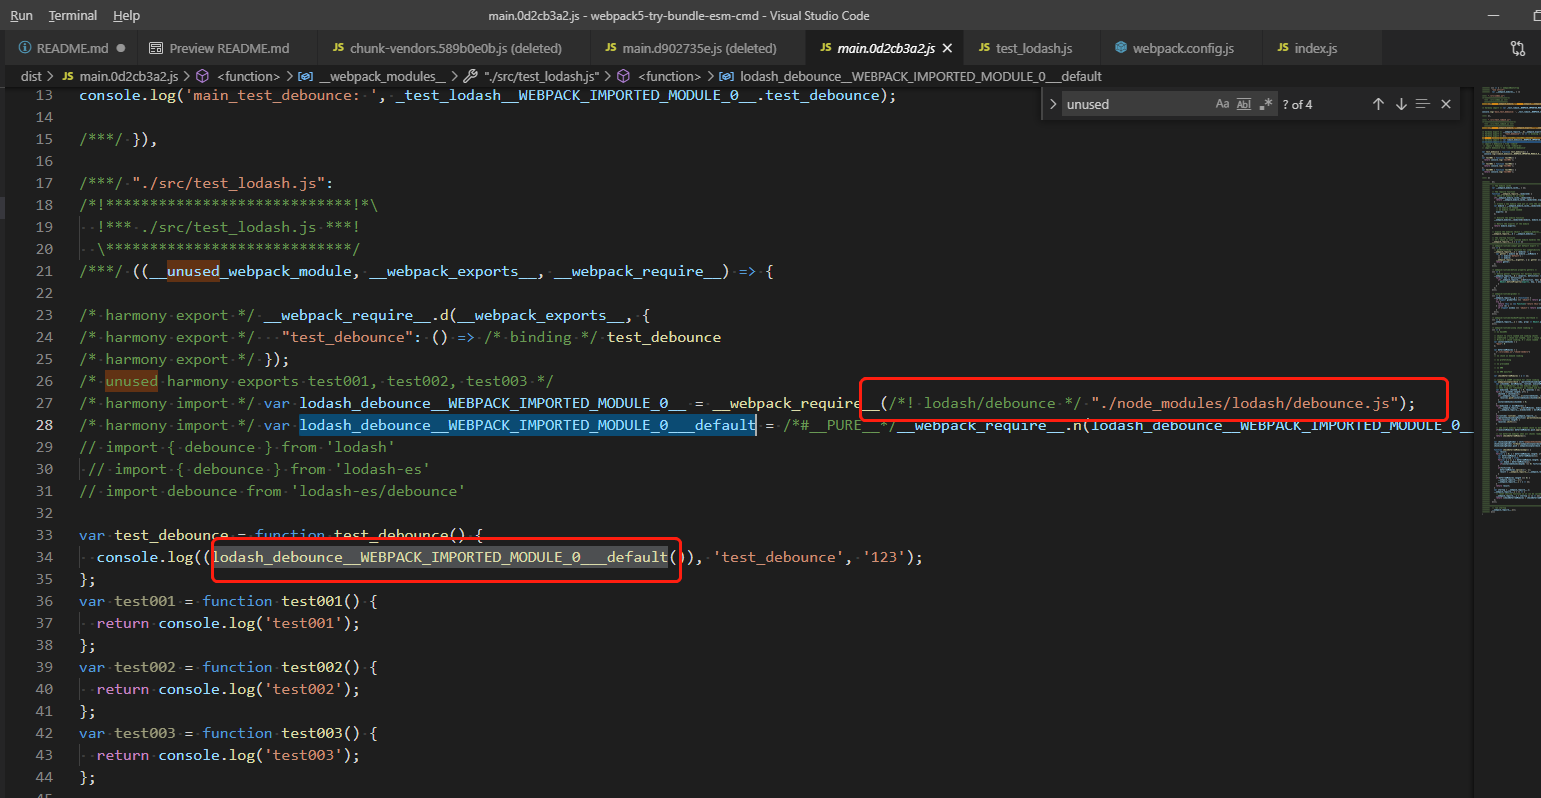 Run Terminal Help main.0d2cb3a2.js - webpack5-try-bundle-esm-cmd - Visual Studio Code
README.md ● Preview README.md JS chunk-vendors.589b0e0b.js (deleted) JS main.d902735e.js (deleted) JS main.0d2cb3a2.js JS test_lodash.js webpack.config.js JS index.js
dist > JS main.0d2cb3a2.js > <function> > __webpack_modules__ > "./src/test_lodash.js" > <function> > lodash_debounce__WEBPACK_IMPORTED_MODULE_0___default
unused Aa Abl .* ? of 4
13 console.log('main_test_debounce: ', _test_lodash__WEBPACK_IMPORTED_MODULE_0__.test_debounce);
14
15 /***/ }),
16
17 /***/ "./src/test_lodash.js":
18 /*!****************************!*\
19   !*** ./src/test_lodash.js ***!
20   \****************************/
21 /***/ ((__unused_webpack_module, __webpack_exports__, __webpack_require__) => {
22
23 /* harmony export */ __webpack_require__.d(__webpack_exports__, {
24 /* harmony export */   "test_debounce": () => /* binding */ test_debounce
25 /* harmony export */ });
26 /* unused harmony exports test001, test002, test003 */
27 /* harmony import */ var lodash_debounce__WEBPACK_IMPORTED_MODULE_0__ = __webpack_require__(/*! lodash/debounce */ "./node_modules/lodash/debounce.js");
28 /* harmony import */ var lodash_debounce__WEBPACK_IMPORTED_MODULE_0___default = /*#__PURE__*/__webpack_require__.n(lodash_debounce__WEBPACK_IMPORTED_MODULE_0__
29 // import { debounce } from 'lodash'
30  // import { debounce } from 'lodash-es'
31 // import debounce from 'lodash-es/debounce'
32
33 var test_debounce = function test_debounce() {
34   console.log((lodash_debounce__WEBPACK_IMPORTED_MODULE_0___default()), 'test_debounce', '123');
35 };
36 var test001 = function test001() {
37   return console.log('test001');
38 };
39 var test002 = function test002() {
40   return console.log('test002');
41 };
42 var test003 = function test003() {
43   return console.log('test003');
44 };